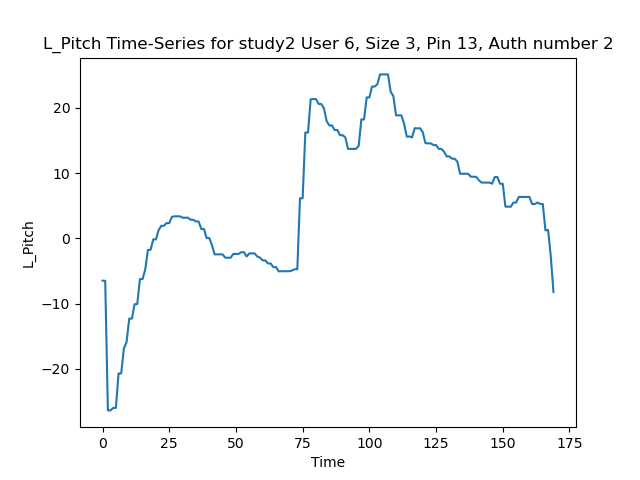 L_Pitch Time-Series for study2 User 6, Size 3, Pin 13, Auth number 2
20
10
0
−10
−20
L_Pitch
0 25 50 75 100 125 150 175
Time